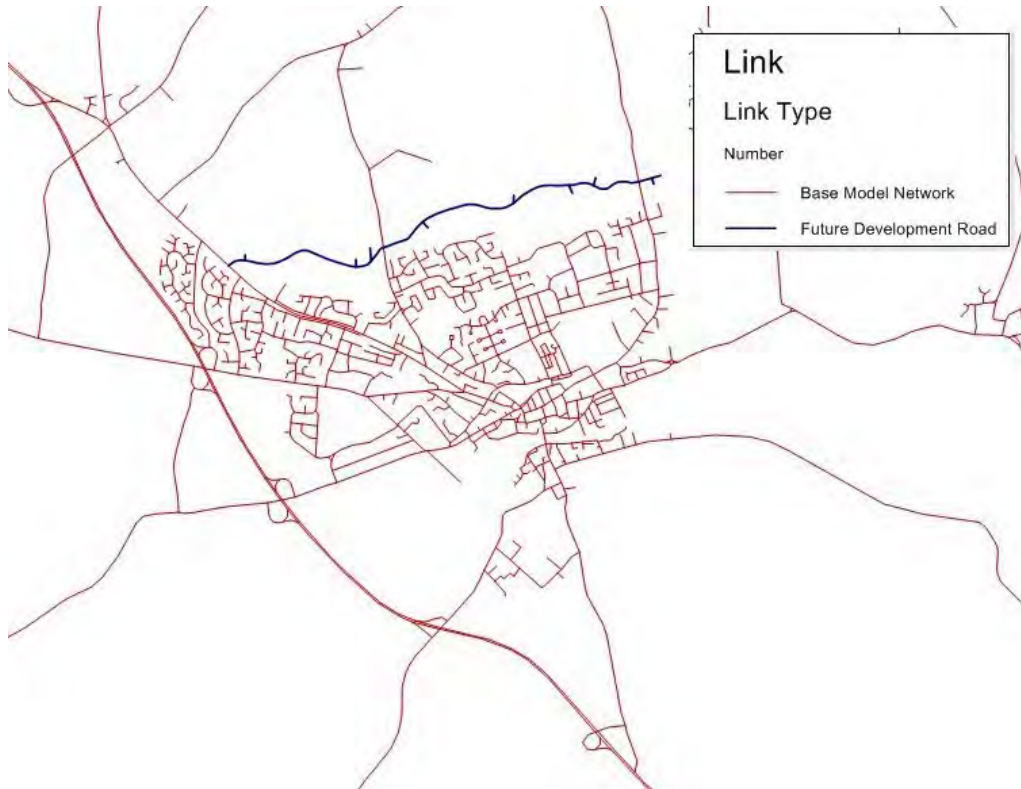 Link
Link Type
Number
Base Model Network
Future Development Road